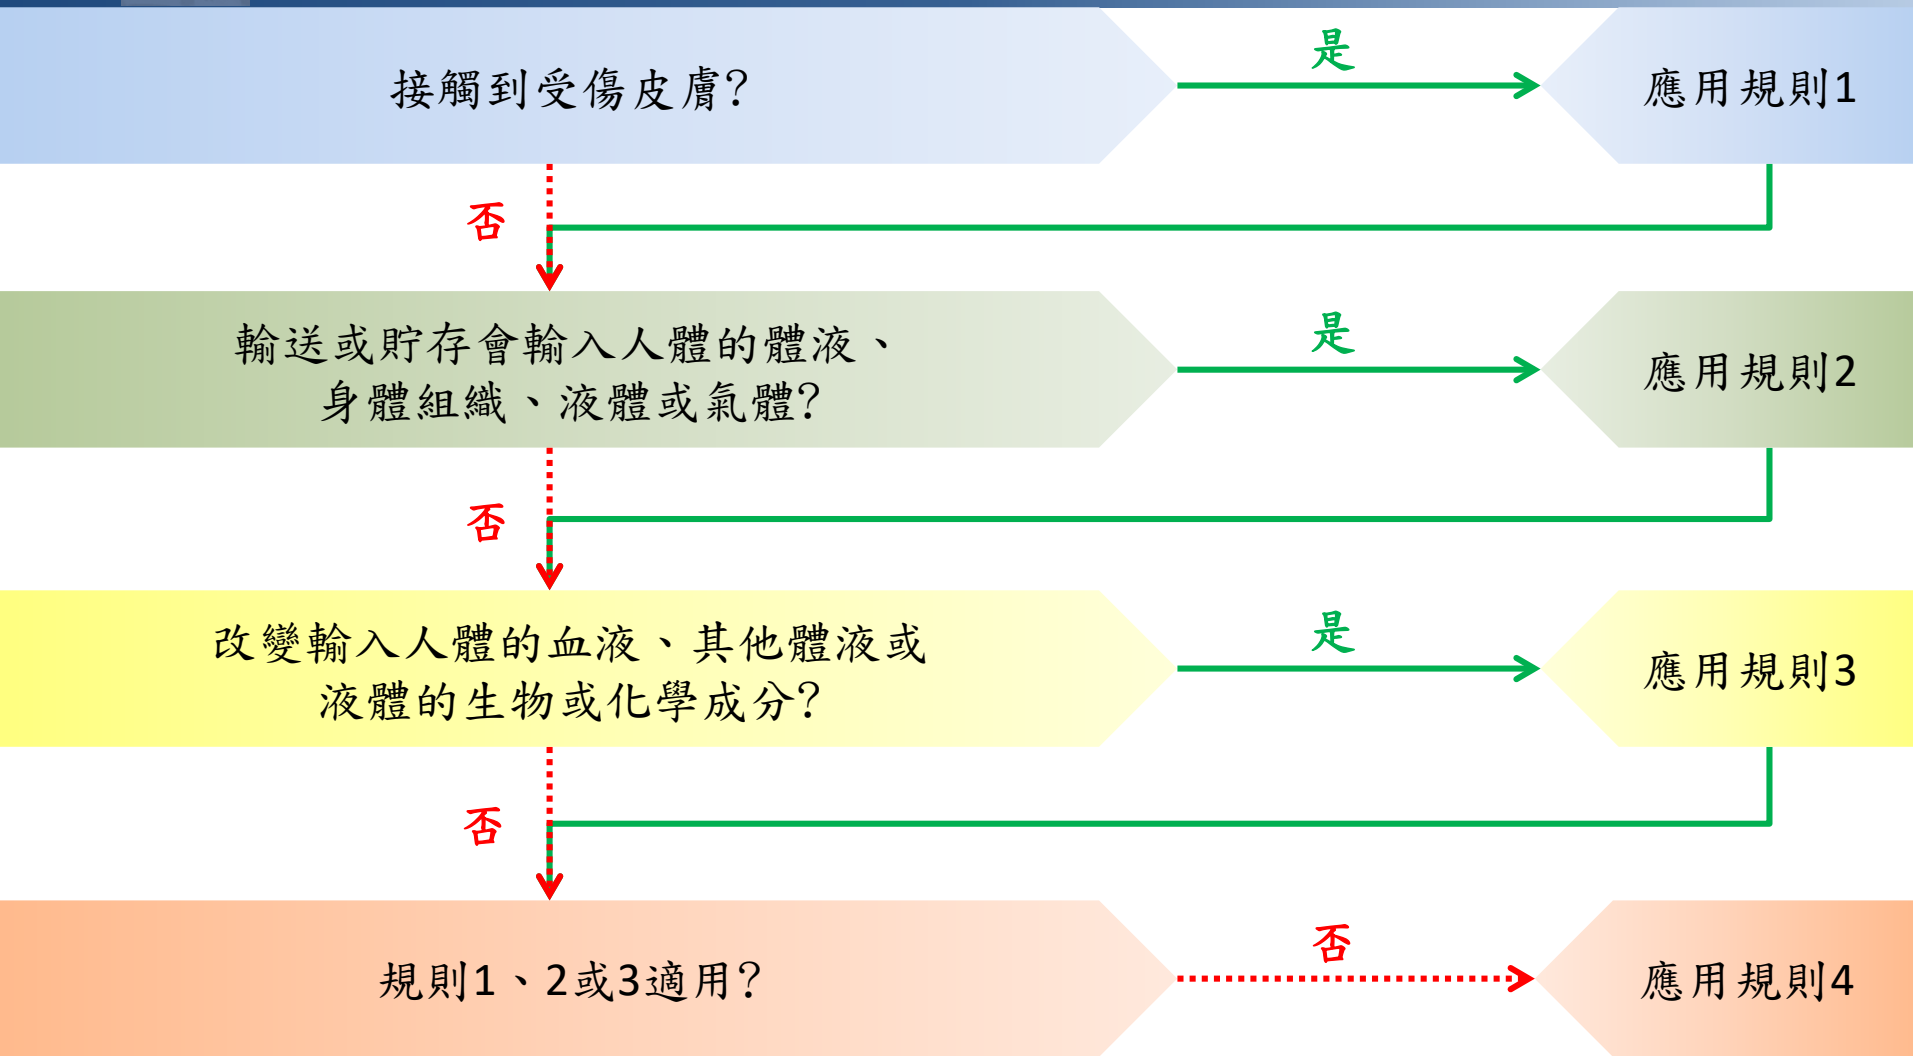 接觸到受傷皮膚?
是
應用規則1
否
輸送或貯存會輸入人體的體液、
身體組織、液體或氣體?
是
應用規則2
否
改變輸入人體的血液、其他體液或
液體的生物或化學成分?
是
應用規則3
否
規則1、2或3適用?
否
應用規則4